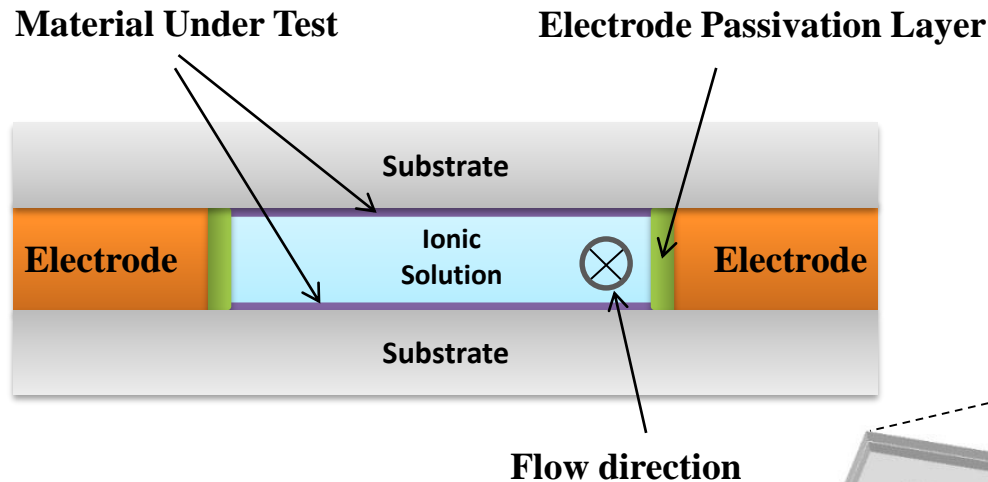 Material Under Test
Electrode Passivation Layer
Substrate
Electrode
Ionic
Solution
Electrode
Substrate
Flow direction